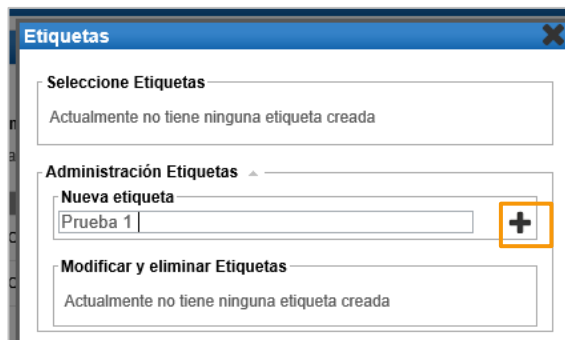 Etiquetas
Seleccione Etiquetas
Actualmente no tiene ninguna etiqueta creada
Administración Etiquetas
Nueva etiqueta
Prueba 1
Modificar y eliminar Etiquetas
Actualmente no tiene ninguna etiqueta creada